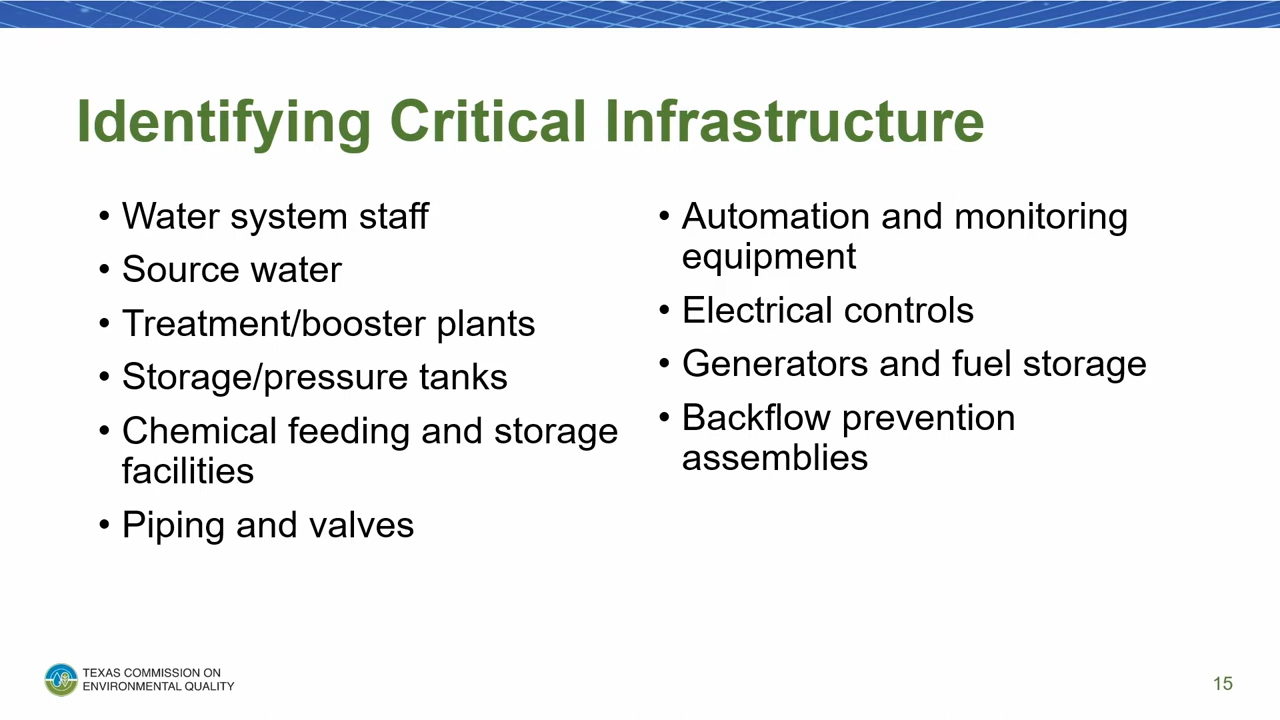 Identifying Critical Infrastructure
• Water system staff
• Source water
• Treatment/booster plants
• Storage/pressure tanks
• Chemical feeding and storage
facilities
• Piping and valves
• Automation and monitoring
equipment
• Electrical controls
• Generators and fuel storage
• Backflow prevention
assemblies
TEXAS COMMISSION ON
ENVIRONMENTAL QUALITY
15